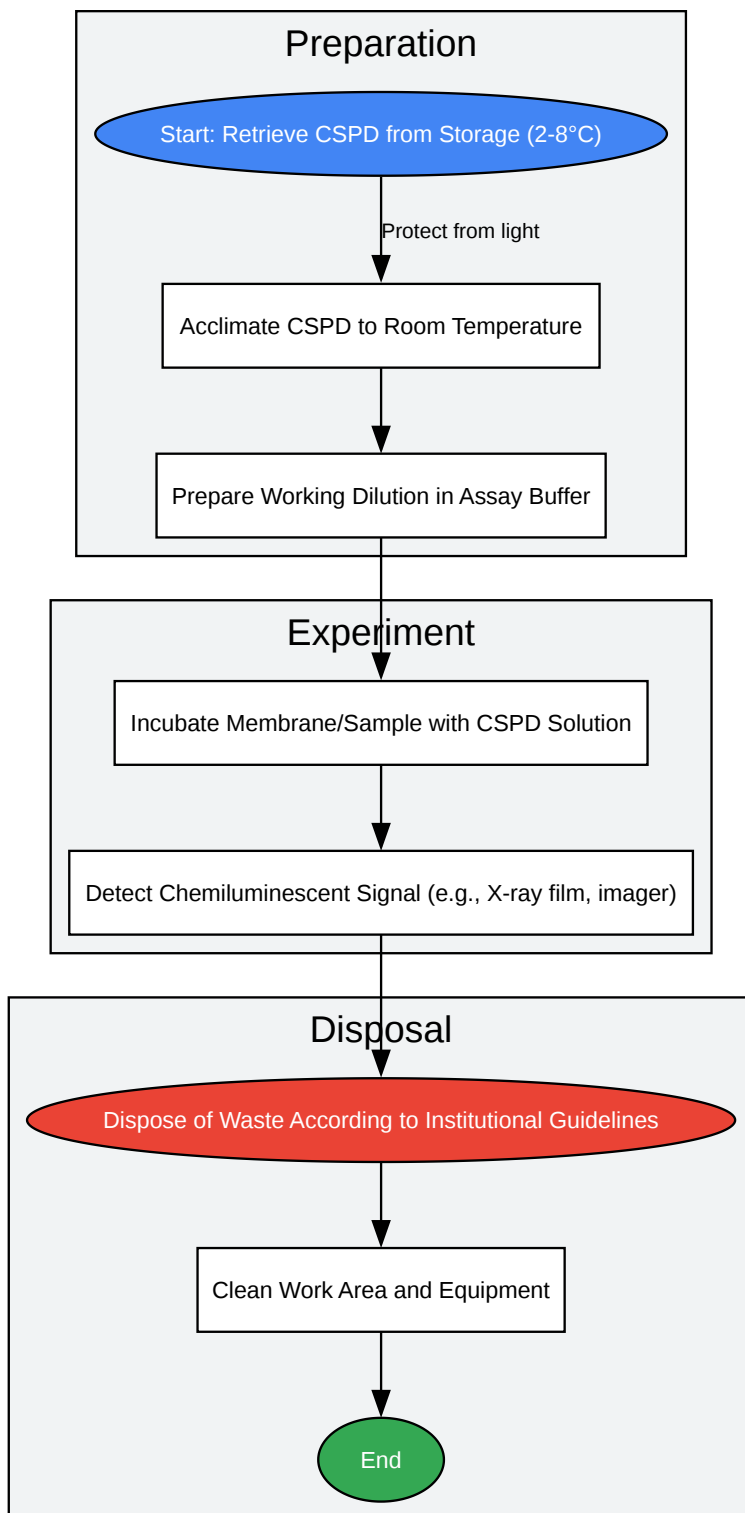 Preparation
Start: Retrieve CSPD from Storage (2-8°C)
Protect from light
Acclimate CSPD to Room Temperature
Prepare Working Dilution in Assay Buffer
Experiment
Incubate Membrane/Sample with CSPD Solution
Detect Chemiluminescent Signal (e.g., X-ray film, imager)
Disposal
Dispose of Waste According to Institutional Guidelines
Clean Work Area and Equipment
End